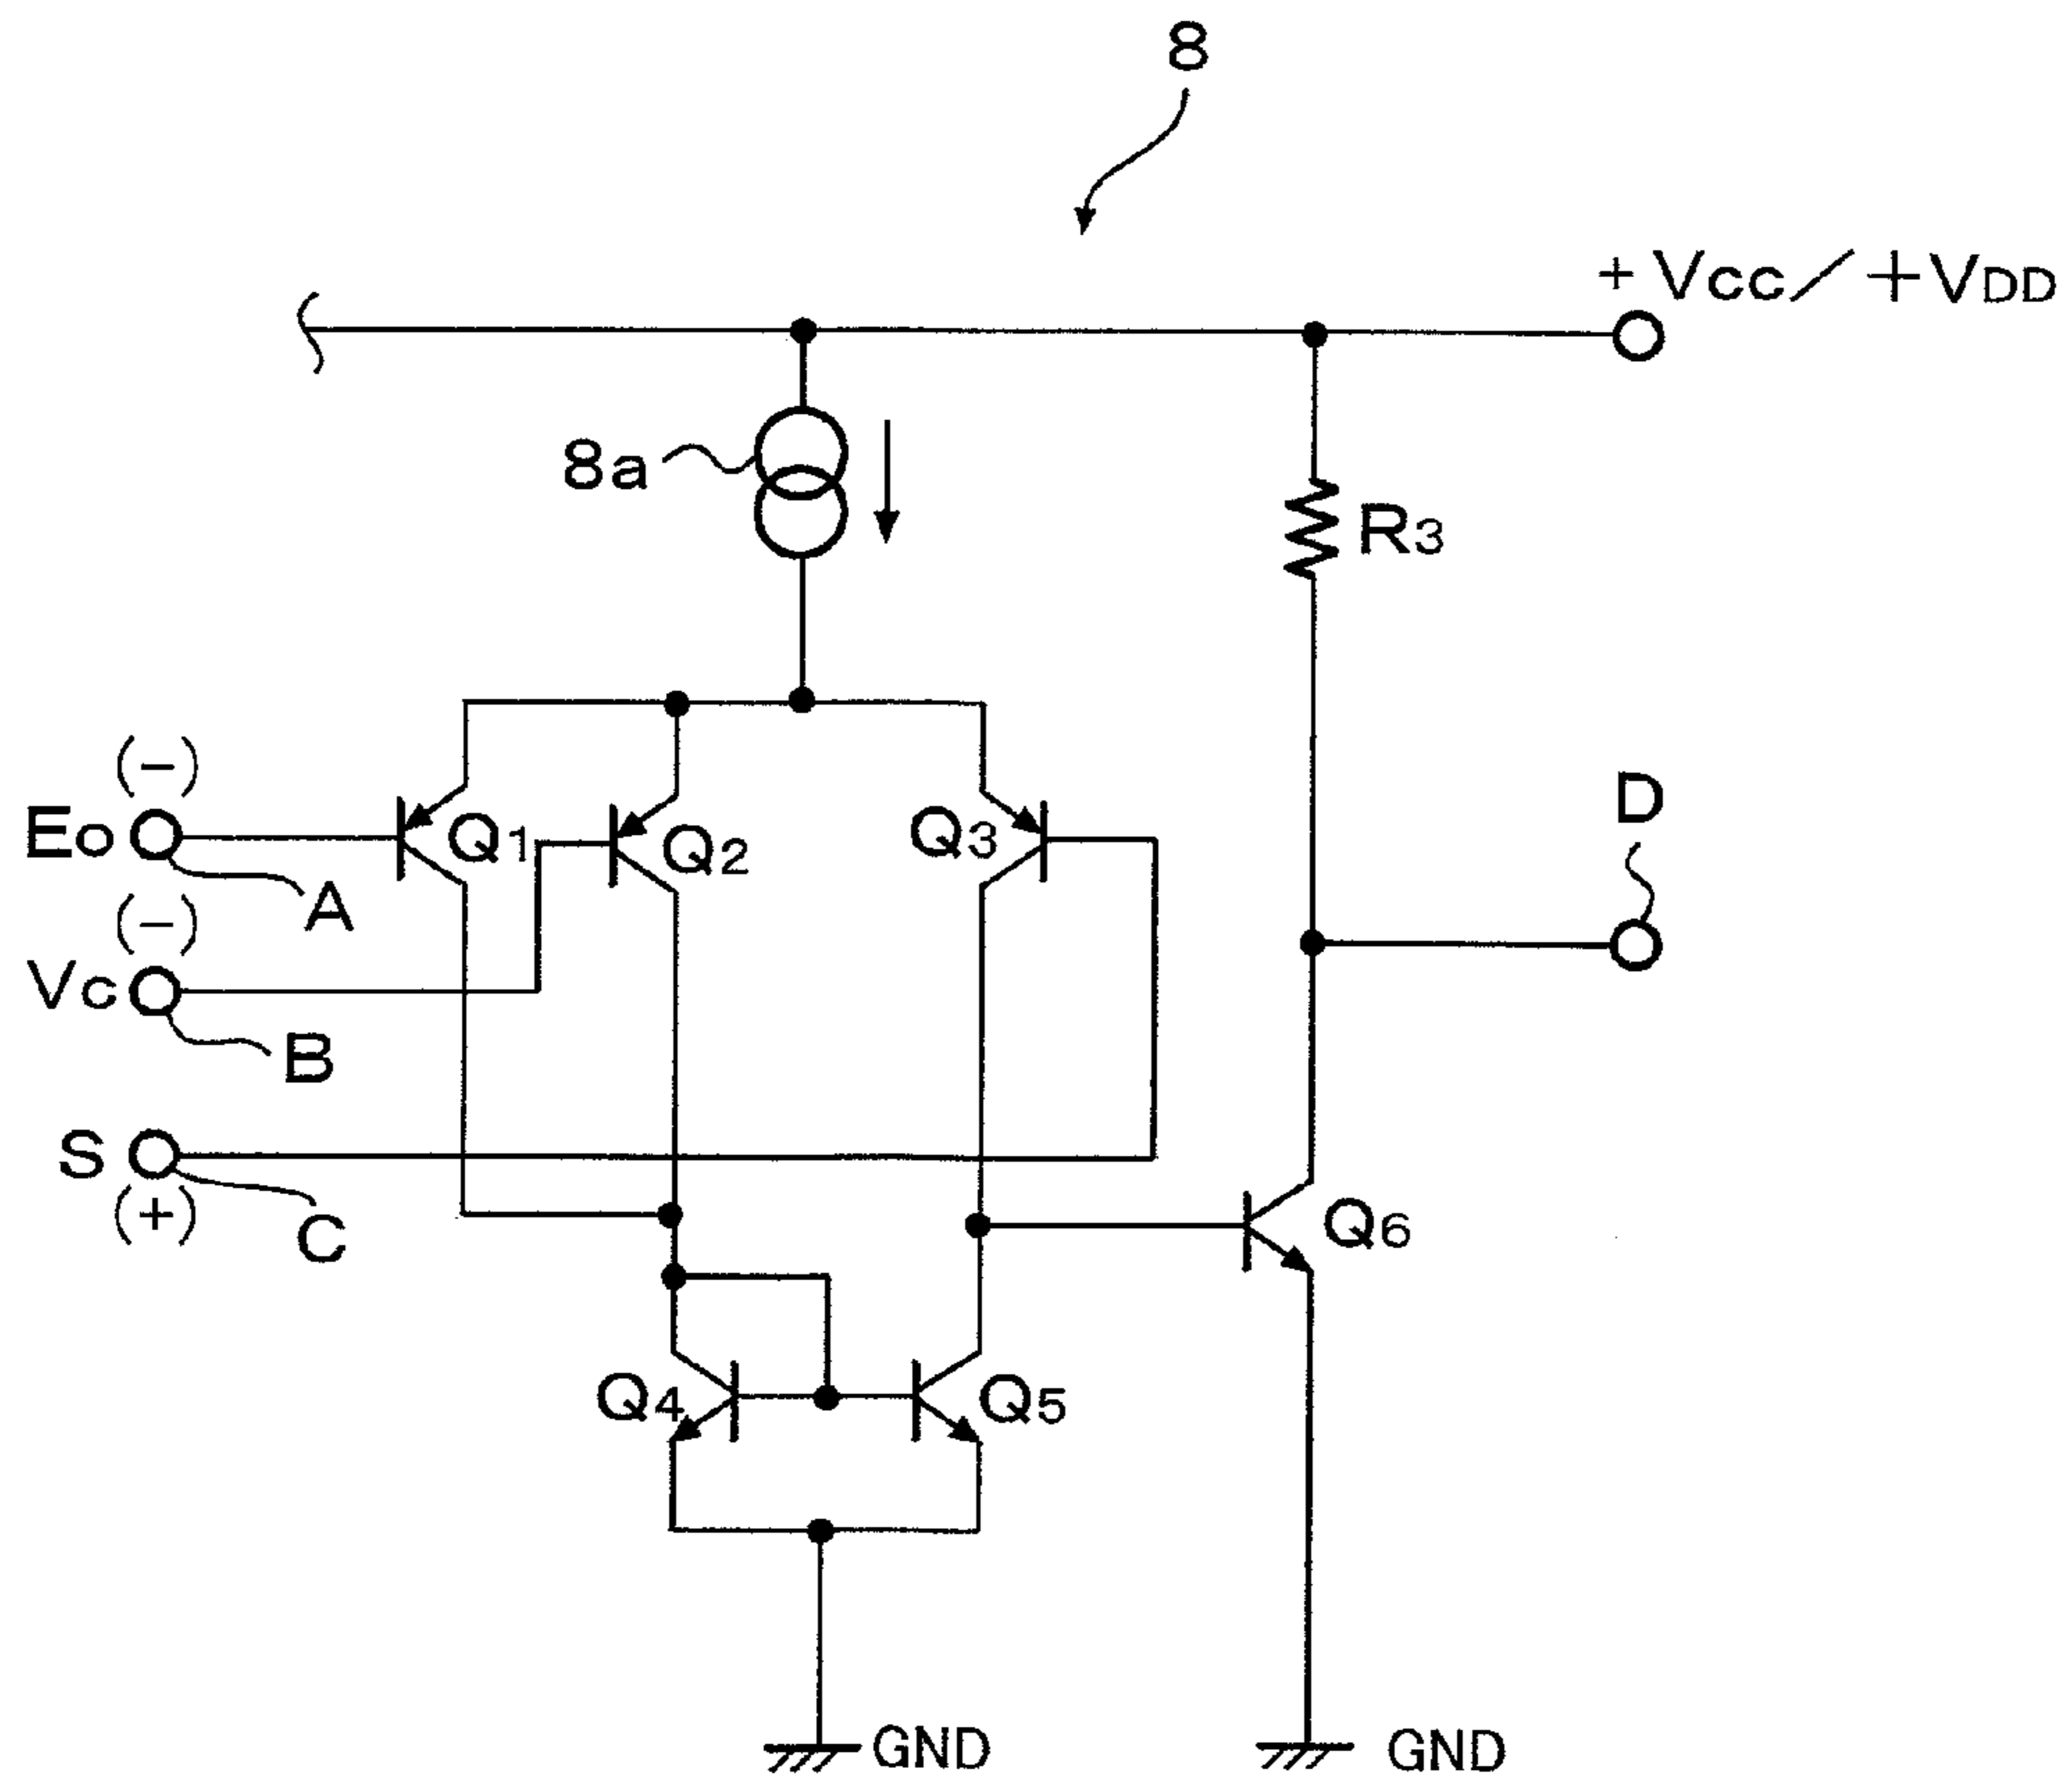 8
+Vcc/+VDD
8a
R3
(-)
Eo
Q1
Q2
Q3
D
A
(-)
Vc
B
S
(+)
C
Q6
Q4
Q5
GND
GND